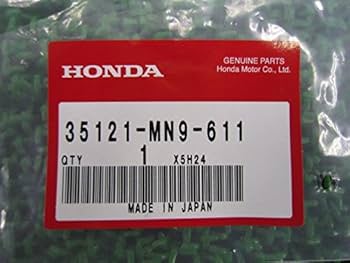 HONDA
GENUINE PARTS
Honda Motor Co., Ltd.
35121-MN9-611
QTY 1 X5H24
MADE IN JAPAN